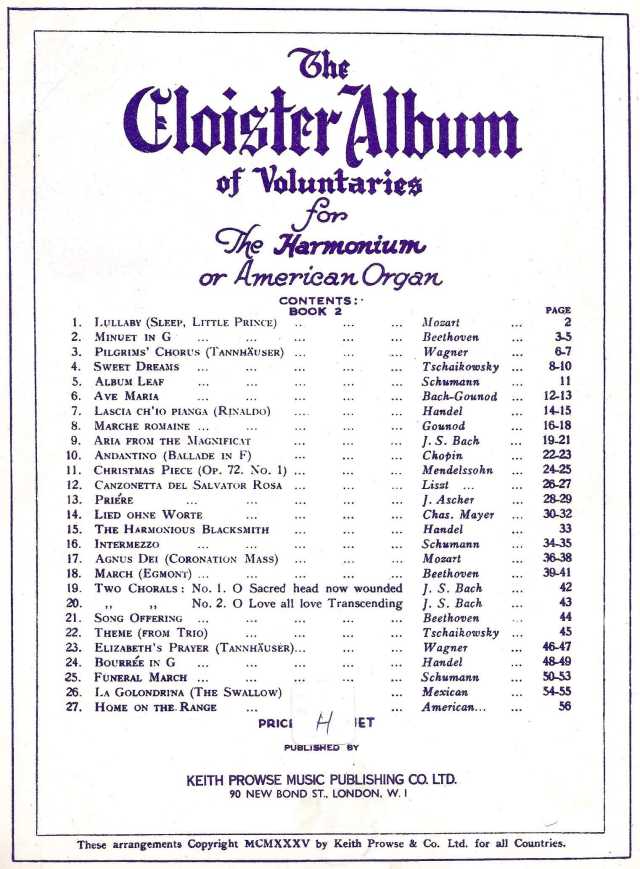 The
Cloister Album
of Voluntaries
for
The Harmonium
or American Organ
CONTENTS:
BOOK 2
PAGE
1. LULLABY (SLEEP, LITTLE PRINCE) .. ... ... Mozart ... 2
2. MINUET IN G ... ... ... ... Beethoven ... 3-5
3. PILGRIMS' CHORUS (TANNHÄUSER) ... ... ... Wagner ... 6-7
4. SWEET DREAMS ... ... ... ... Tschaikowsky ... 8-10
5. ALBUM LEAF ... ... ... ... Schumann ... 11
6. AVE MARIA ... ... ... ... Bach-Gounod ... 12-13
7. LASCIA CH'IO PIANGA (RINALDO) ... ... ... Handel ... 14-15
8. MARCHE ROMAINE ... ... ... ... Gounod ... 16-18
9. ARIA FROM THE MAGNIFICAT ... ... ... J. S. Bach ... 19-21
10. ANDANTINO (BALLADE IN F) ... ... ... Chopin ... 22-23
11. CHRISTMAS PIECE (OP. 72. NO. 1) ... ... ... Mendelssohn ... 24-25
12. CANZONETTA DEL SALVATOR ROSA ... ... ... Liszt ... ... 26-27
13. PRIÉRE ... ... ... ... J. Ascher ... 28-29
14. LIED OHNE WORTE ... ... ... Chas. Mayer ... 30-32
15. THE HARMONIOUS BLACKSMITH ... ... ... Handel ... 33
16. INTERMEZZO ... ... ... ... Schumann ... 34-35
17. AGNUS DEI (CORONATION MASS) ... ... ... Mozart ... 36-38
18. MARCH (EGMONT) ... ... ... ... Beethoven ... 39-41
19. TWO CHORALS: No. 1. O Sacred head now wounded J. S. Bach ... 42
20. ,, ,, No. 2. O Love all love Transcending J. S. Bach ... 43
21. SONG OFFERING ... ... ... ... Beethoven ... 44
22. THEME (FROM TRIO) ... ... ... Tschaikowsky ... 45
23. ELIZABETH'S PRAYER (TANNHÄUSER)... ... ... Wagner ... 46-47
24. BOURRÉE IN G ... ... ... ... Handel ... 48-49
25. FUNERAL MARCH ... ... ... ... Schumann ... 50-53
26. LA GOLONDRINA (THE SWALLOW) ... Mexican ... 54-55
27. HOME ON THE RANGE ... ... American... ... 56
PRICE H ET
PUBLISHED BY
KEITH PROWSE MUSIC PUBLISHING CO. LTD.
90 NEW BOND ST., LONDON, W. 1
These arrangements Copyright MCMXXXV by Keith Prowse & Co. Ltd. for all Countries.